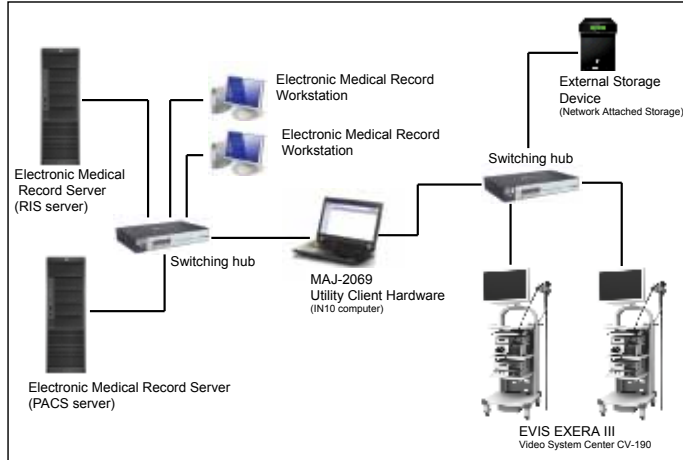 Electronic Medical Record
Workstation
External Storage
Device
(Network Attached Storage)
Electronic Medical Record
Workstation
Switching hub
Electronic Medical
Record Server
(RIS server)
Switching hub
MAJ-2069
Utility Client Hardware
(IN10 computer)
Electronic Medical Record Server
(PACS server)
EVIS EXERA III
Video System Center CV-190